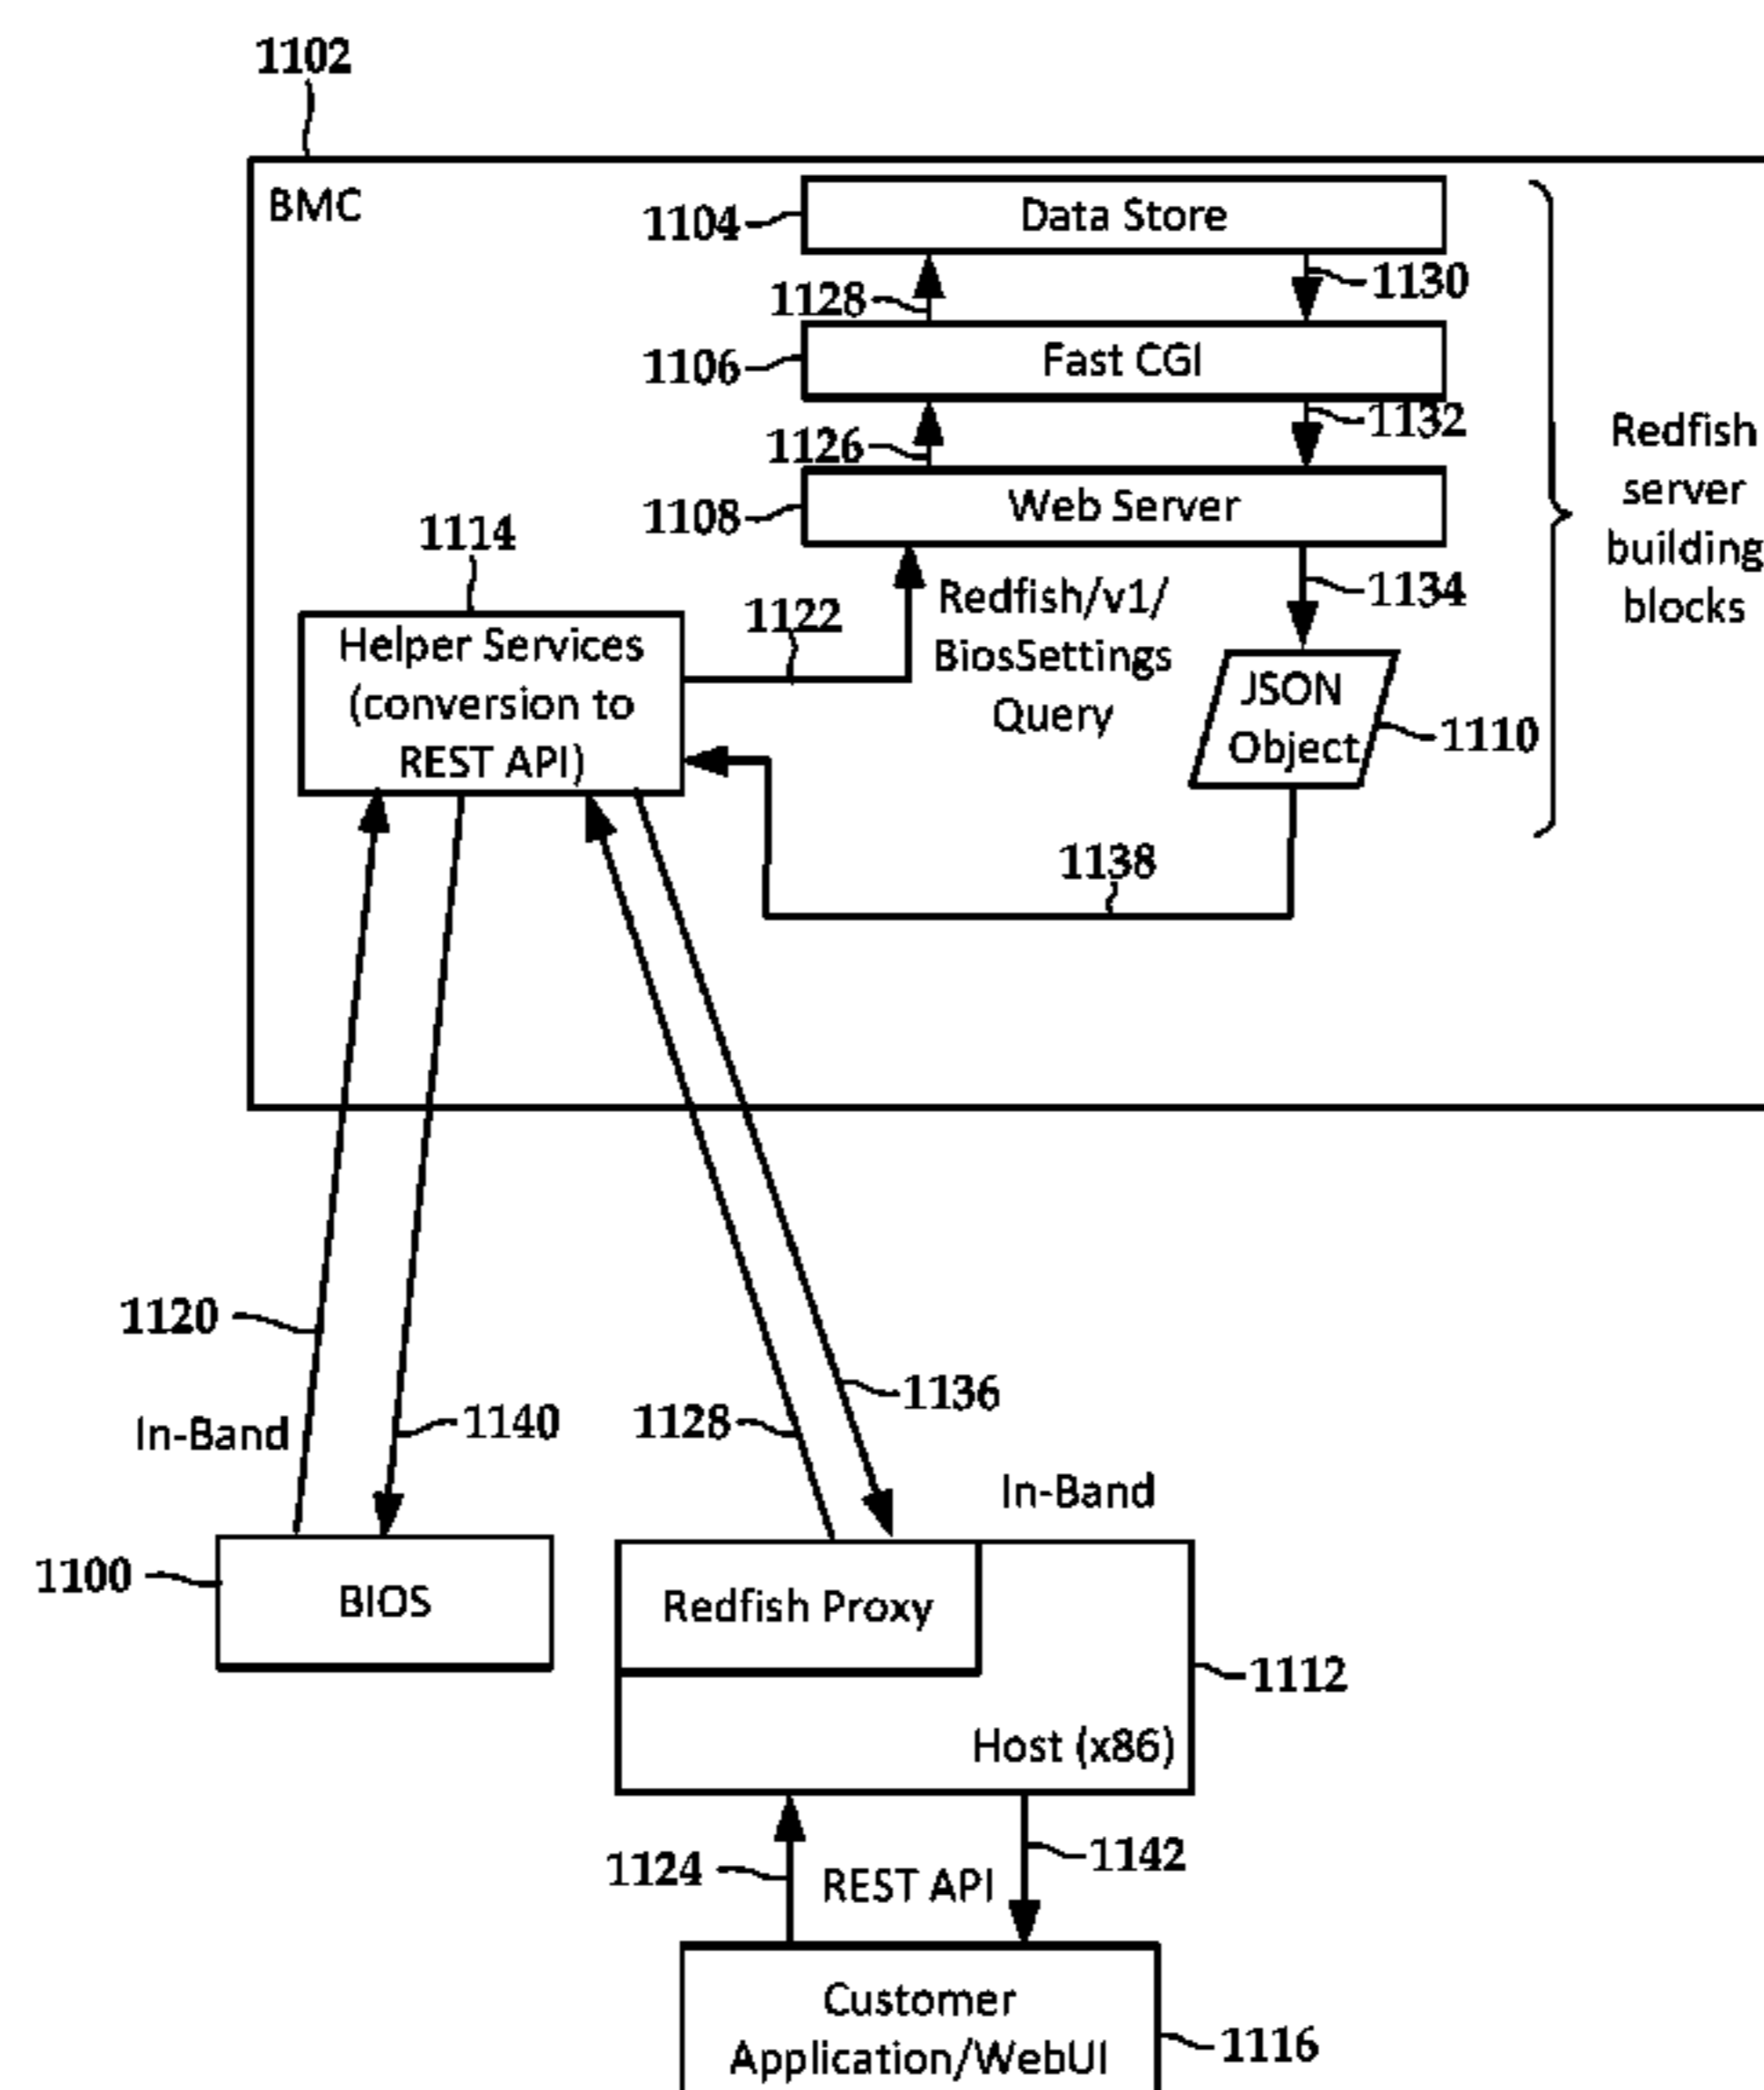 1102
BMC
1104
Data Store
1128
1130
1106
Fast CGI
1126
1132
1108
Web Server
Redfish
server
building
blocks
1114
1122
Redfish/v1/
BiosSettings
Query
1134
Helper Services
(conversion to
REST API)
JSON
Object
1110
1138
1120
In-Band
1140
1128
1136
In-Band
1100
BIOS
Redfish Proxy
1112
Host (x86)
1124
REST API
1142
Customer
Application/WebUI
1116